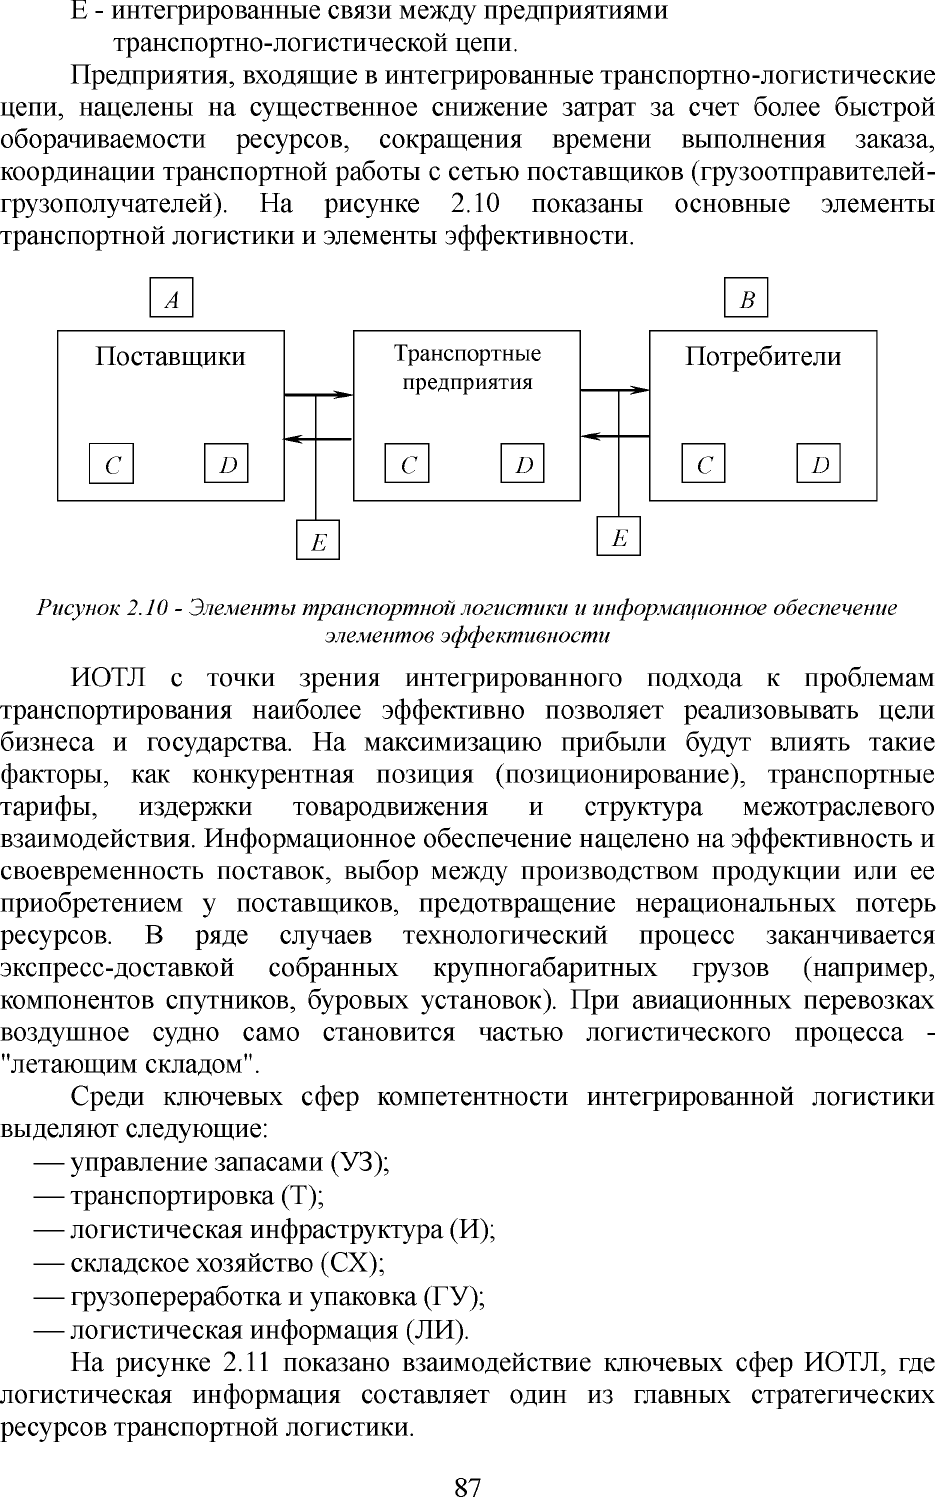 Е - интегрированные связи между предприятиями
транспортно-логистической цепи.
Предприятия, входящие в интегрированные транспортно-логистические
цепи, нацелены на существенное снижение затрат за счет более быстрой
оборачиваемости ресурсов, сокращения времени выполнения заказа,
координации транспортной работы с сетью поставщиков (грузоотправителей-
грузополучателей). На рисунке 2.10 показаны основные элементы
транспортной логистики и элементы эффективности.
A
B
Поставщики
Транспортные
предприятия
Потребители
C
D
C
D
C
D
E
E
Рисунок 2.10 - Элементы транспортной логистики и информационное обеспечение
элементов эффективности
ИОТЛ с точки зрения интегрированного подхода к проблемам
транспортирования наиболее эффективно позволяет реализовывать цели
бизнеса и государства. На максимизацию прибыли будут влиять такие
факторы, как конкурентная позиция (позиционирование), транспортные
тарифы, издержки товародвижения и структура межотраслевого
взаимодействия. Информационное обеспечение нацелено на эффективность и
своевременность поставок, выбор между производством продукции или ее
приобретением у поставщиков, предотвращение нерациональных потерь
ресурсов. В ряде случаев технологический процесс заканчивается
экспресс-доставкой собранных крупногабаритных грузов (например,
компонентов спутников, буровых установок). При авиационных перевозках
воздушное судно само становится частью логистического процесса -
"летающим складом".
Среди ключевых сфер компетентности интегрированной логистики
выделяют следующие:
— управление запасами (УЗ);
— транспортировка (Т);
— логистическая инфраструктура (И);
— складское хозяйство (СХ);
— грузопереработка и упаковка (ГУ);
— логистическая информация (ЛИ).
На рисунке 2.11 показано взаимодействие ключевых сфер ИОТЛ, где
логистическая информация составляет один из главных стратегических
ресурсов транспортной логистики.
87